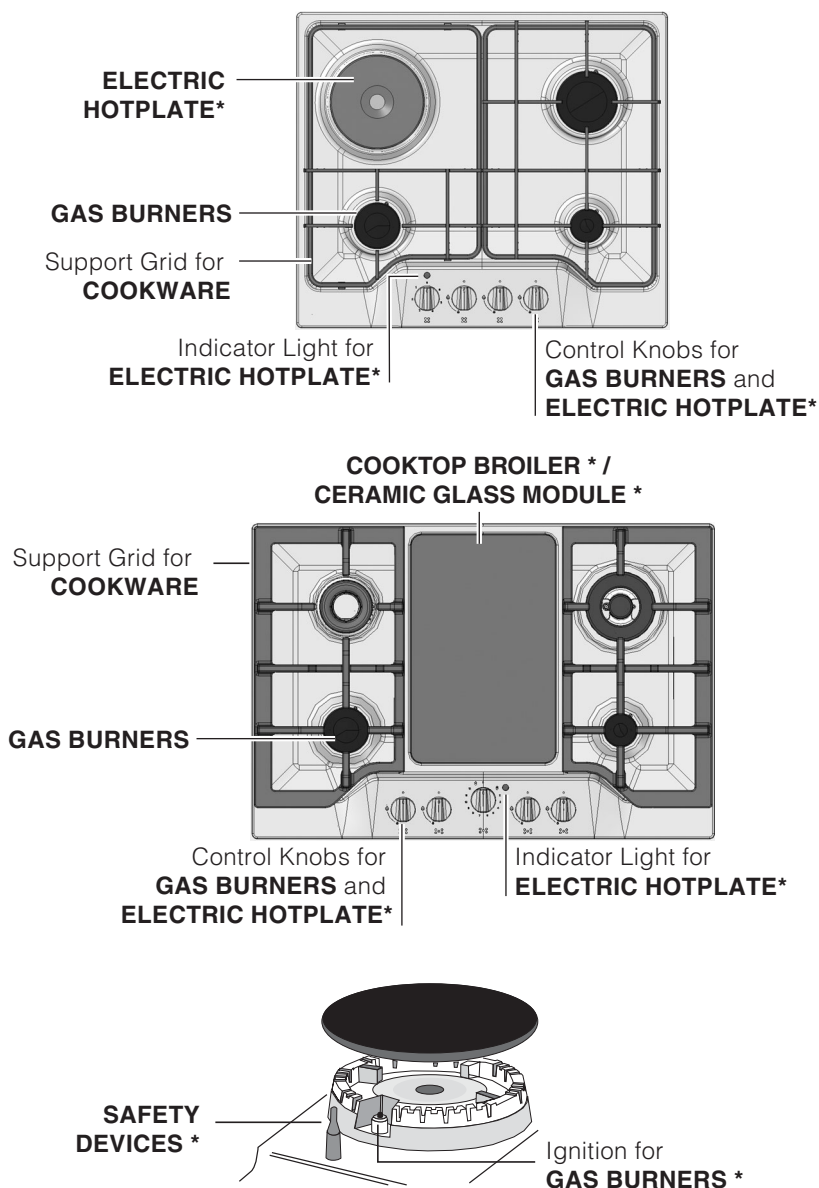 ELECTRIC
HOTPLATE*
GAS BURNERS
Support Grid for
COOKWARE
Indicator Light for
ELECTRIC HOTPLATE*
Control Knobs for
GAS BURNERS and
ELECTRIC HOTPLATE*
COOKTOP BROILER * /
CERAMIC GLASS MODULE *
Support Grid for
COOKWARE
GAS BURNERS
Control Knobs for
GAS BURNERS and
ELECTRIC HOTPLATE*
Indicator Light for
ELECTRIC HOTPLATE*
SAFETY
DEVICES *
Ignition for
GAS BURNERS *